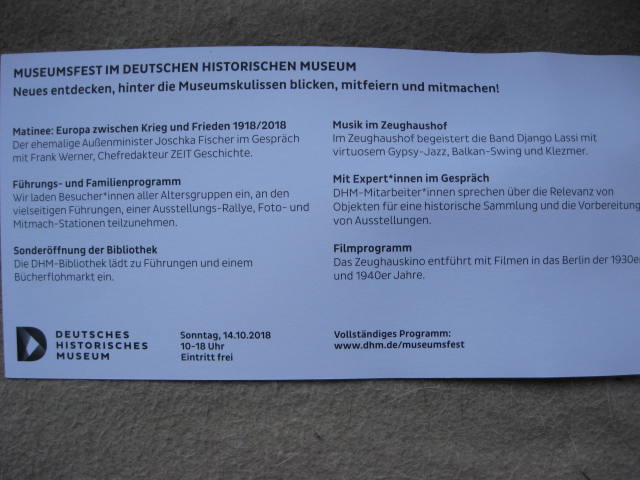 MUSEUMSFEST IM DEUTSCHEN HISTORISCHEN MUSEUM
Neues entdecken, hinter die Museumskulissen blicken, mitfeiern und mitmachen!
Matinee: Europa zwischen Krieg und Frieden 1918/2018
Der ehemalige Außenminister Joschka Fischer im Gespräch
mit Frank Werner, Chefredakteur ZEIT Geschichte.
Führungs- und Familienprogramm
Wir laden Besucher*innen aller Altersgruppen ein, an den
vielseitigen Führungen, einer Ausstellungs-Rallye, Foto- und
Mitmach-Stationen teilzunehmen.
Sonderöffnung der Bibliothek
Die DHM-Bibliothek lädt zu Führungen und einem
Bücherflohmarkt ein.
Musik im Zeughaushof
Im Zeughaushof begeistert die Band Django Lassi mit
virtuosem Gypsy-Jazz, Balkan-Swing und Klezmer.
Mit Expert*innen im Gespräch
DHM-Mitarbeiter*innen sprechen über die Relevanz von
Objekten für eine historische Sammlung und die Vorbereitung
von Ausstellungen.
Filmprogramm
Das Zeughauskino entführt mit Filmen in das Berlin der 1930er
und 1940er Jahre.
DEUTSCHES
HISTORISCHES
MUSEUM
Sonntag, 14.10.2018
10-18 Uhr
Eintritt frei
Vollständiges Programm:
www.dhm.de/museumsfest